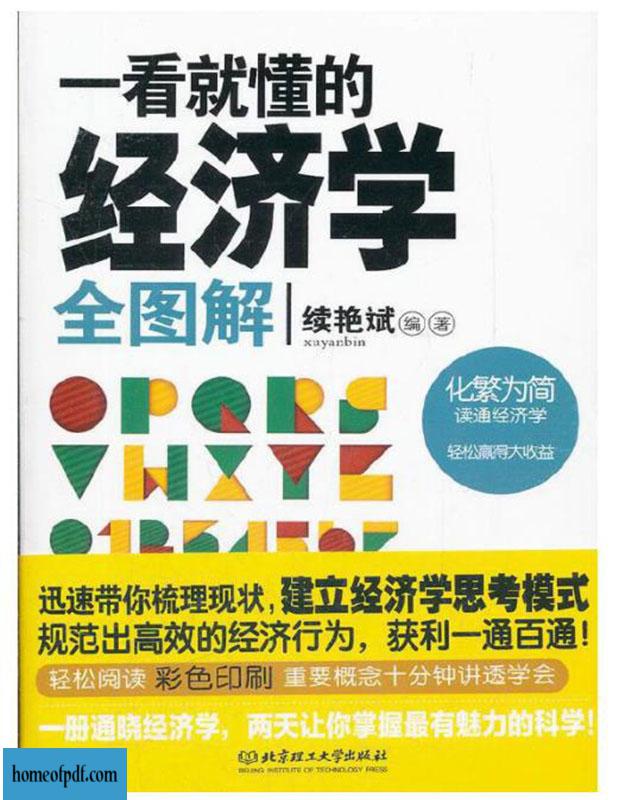 一看就懂的
经济学
全图解
续艳斌 编著
xuyanbin
化繁为简
读通经济学
轻松赢得大收益
OPQRS
VWXYZ
迅速带你梳理现状，建立经济学思考模式
规范出高效的经济行为，获利一通百通！
轻松阅读 彩色印刷 重要概念十分钟讲透学会
一册通晓经济学，两天让你掌握最有魅力的科学！
北京理工大学出版社
BEIJING INSTITUTE OF TECHNOLOGY PRESS
homeofpdf.com